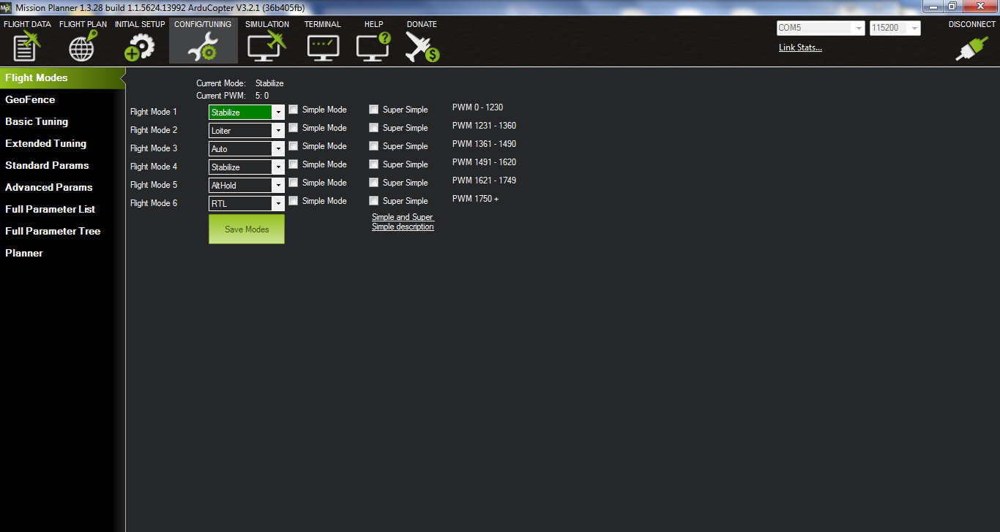 Mp Mission Planner 1.3.28 build 1.1.5624.13992 ArduCopter V3.2.1 (36b405fb)
FLIGHT DATA FLIGHT PLAN INITIAL SETUP CONFIG/TUNING SIMULATION TERMINAL HELP DONATE COM5 115200 DISCONNECT
Link Stats...
Flight Modes
GeoFence
Basic Tuning
Extended Tuning
Standard Params
Advanced Params
Full Parameter List
Full Parameter Tree
Planner
Current Mode: Stabilize
Current PWM: 5: 0
Flight Mode 1 Stabilize Simple Mode Super Simple PWM 0 - 1230
Flight Mode 2 Loiter Simple Mode Super Simple PWM 1231 - 1360
Flight Mode 3 Auto Simple Mode Super Simple PWM 1361 - 1490
Flight Mode 4 Stabilize Simple Mode Super Simple PWM 1491 - 1620
Flight Mode 5 AltHold Simple Mode Super Simple PWM 1621 - 1749
Flight Mode 6 RTL Simple Mode Super Simple PWM 1750 +
Save Modes
Simple and Super
Simple description